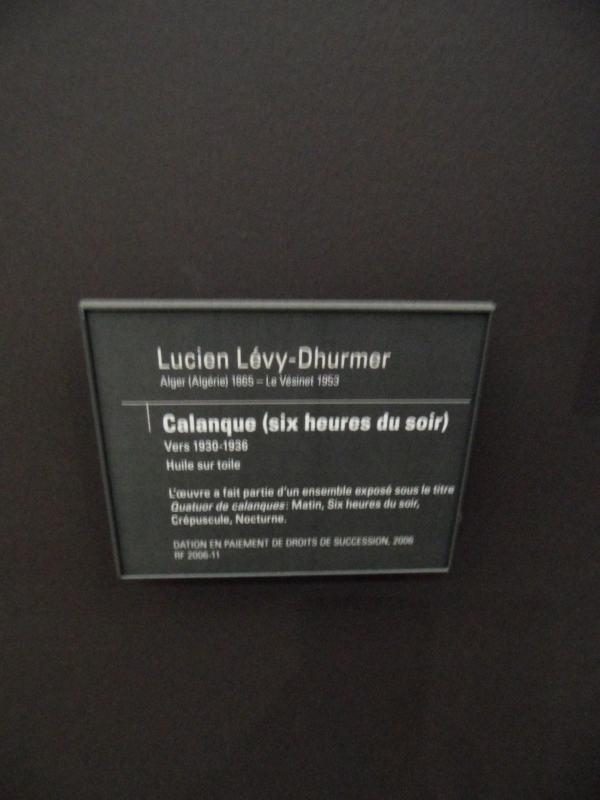 Lucien Lévy-Dhurmer
Alger (Algérie) 1865 – Le Vésinet 1953
Calanque (six heures du soir)
Vers 1930-1936
Huile sur toile
L'œuvre a fait partie d'un ensemble exposé sous le titre
Quatuor de calanques : Matin, Six heures du soir,
Crépuscule, Nocturne.
DATION EN PAIEMENT DE DROITS DE SUCCESSION, 2006
RF 2006-11